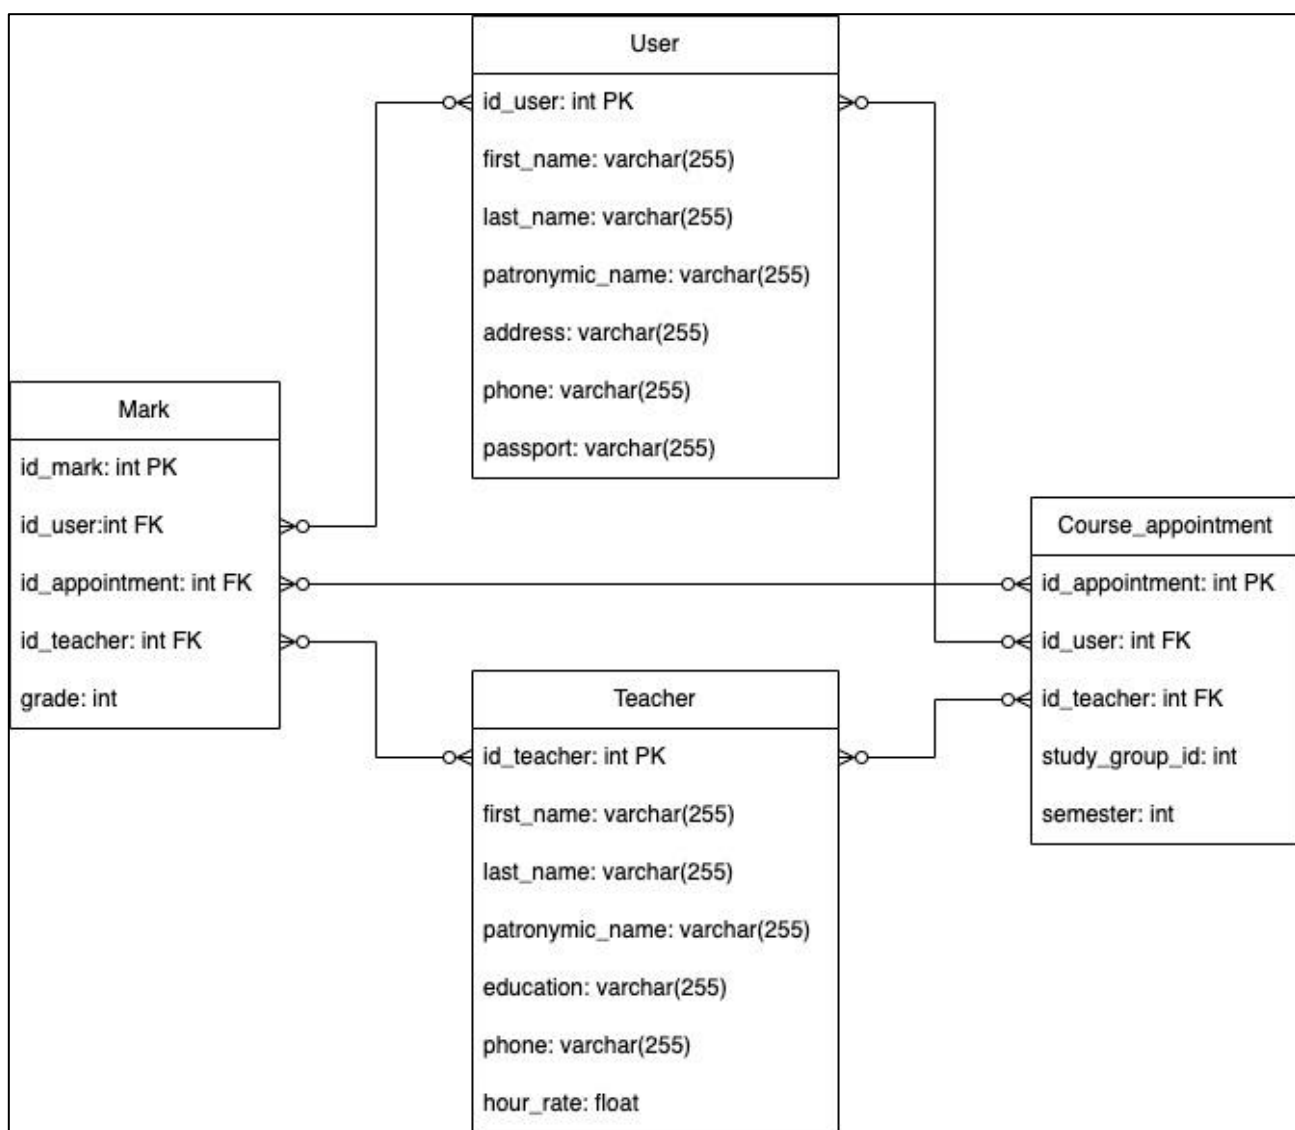 User
id_user: int PK
first_name: varchar(255)
last_name: varchar(255)
patronymic_name: varchar(255)
address: varchar(255)
phone: varchar(255)
passport: varchar(255)
Mark
id_mark: int PK
id_user:int FK
id_appointment: int FK
id_teacher: int FK
grade: int
Course_appointment
id_appointment: int PK
id_user: int FK
id_teacher: int FK
study_group_id: int
semester: int
Teacher
id_teacher: int PK
first_name: varchar(255)
last_name: varchar(255)
patronymic_name: varchar(255)
education: varchar(255)
phone: varchar(255)
hour_rate: float